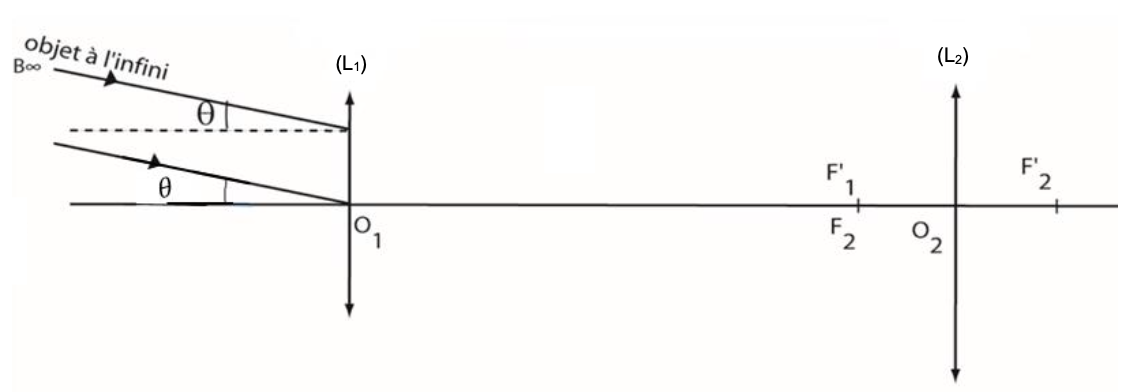 objet à l'infini
B∞
(L₁)
(L₂)
θ
θ
F'₁
F'₂
O₁
F₂
O₂